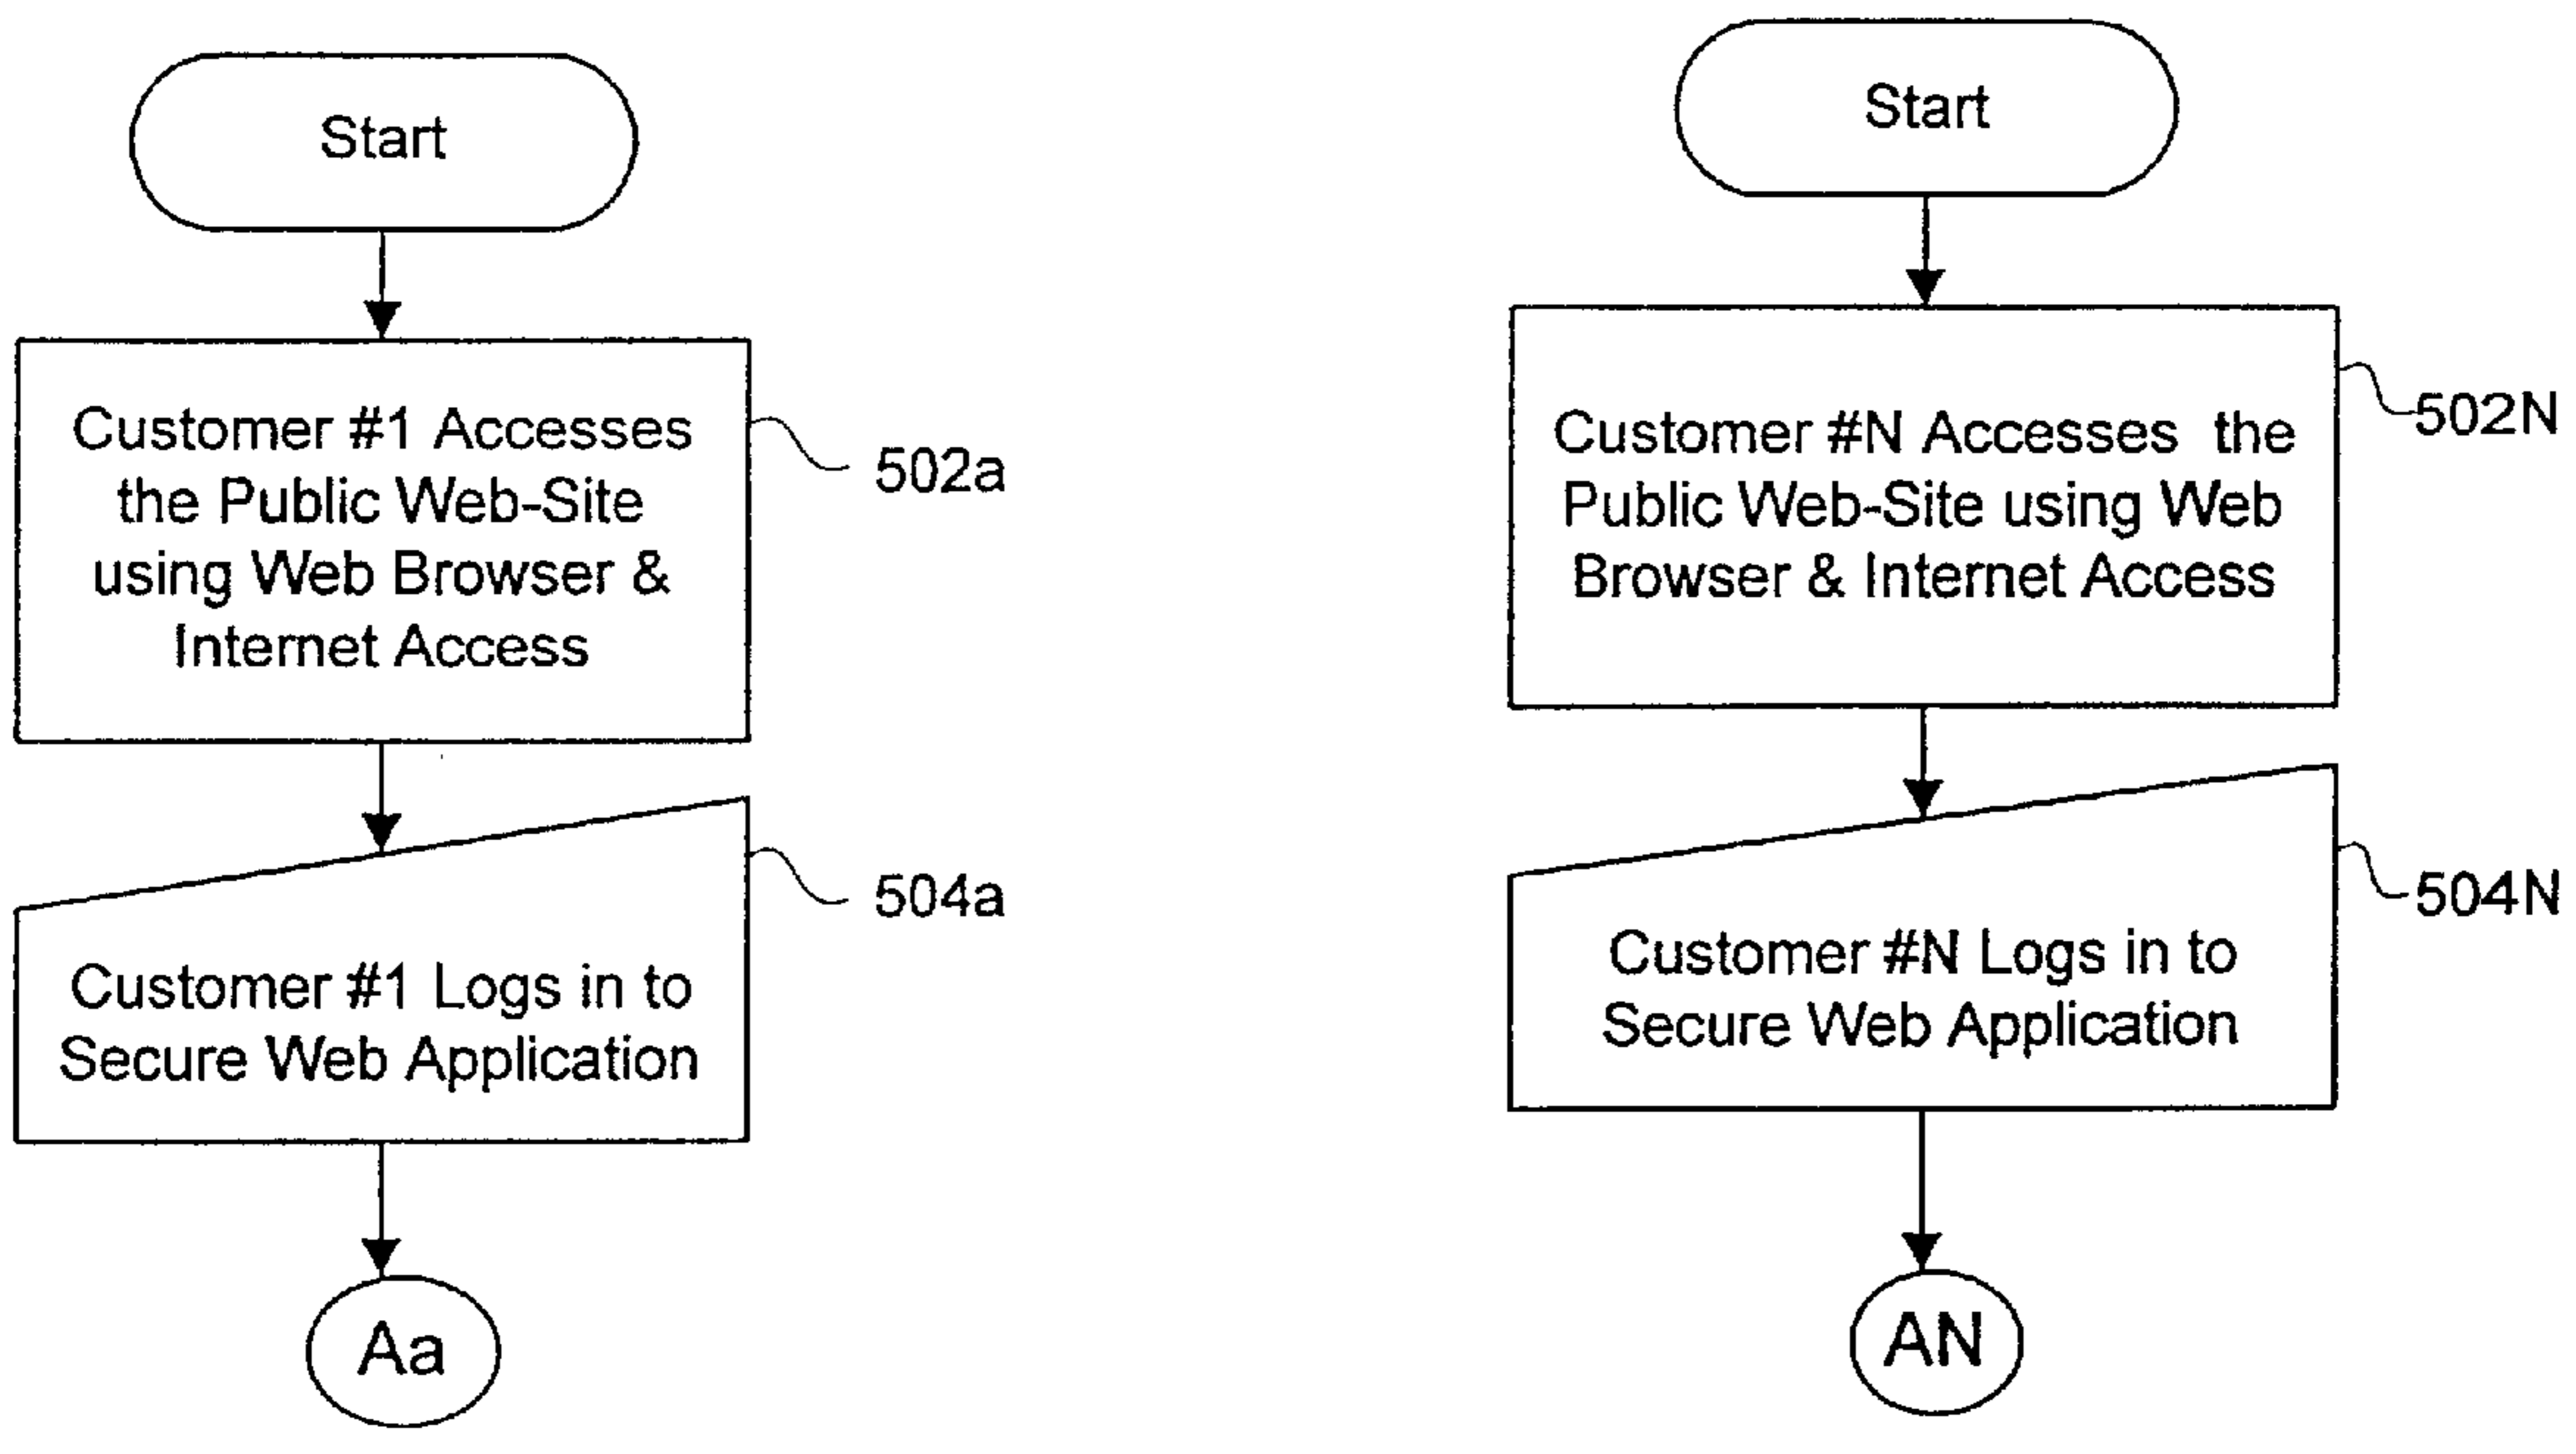 Start
Customer #1 Accesses
the Public Web-Site
using Web Browser &
Internet Access
502a
Customer #1 Logs in to
Secure Web Application
504a
Aa
Start
Customer #N Accesses the
Public Web-Site using Web
Browser & Internet Access
502N
Customer #N Logs in to
Secure Web Application
504N
AN